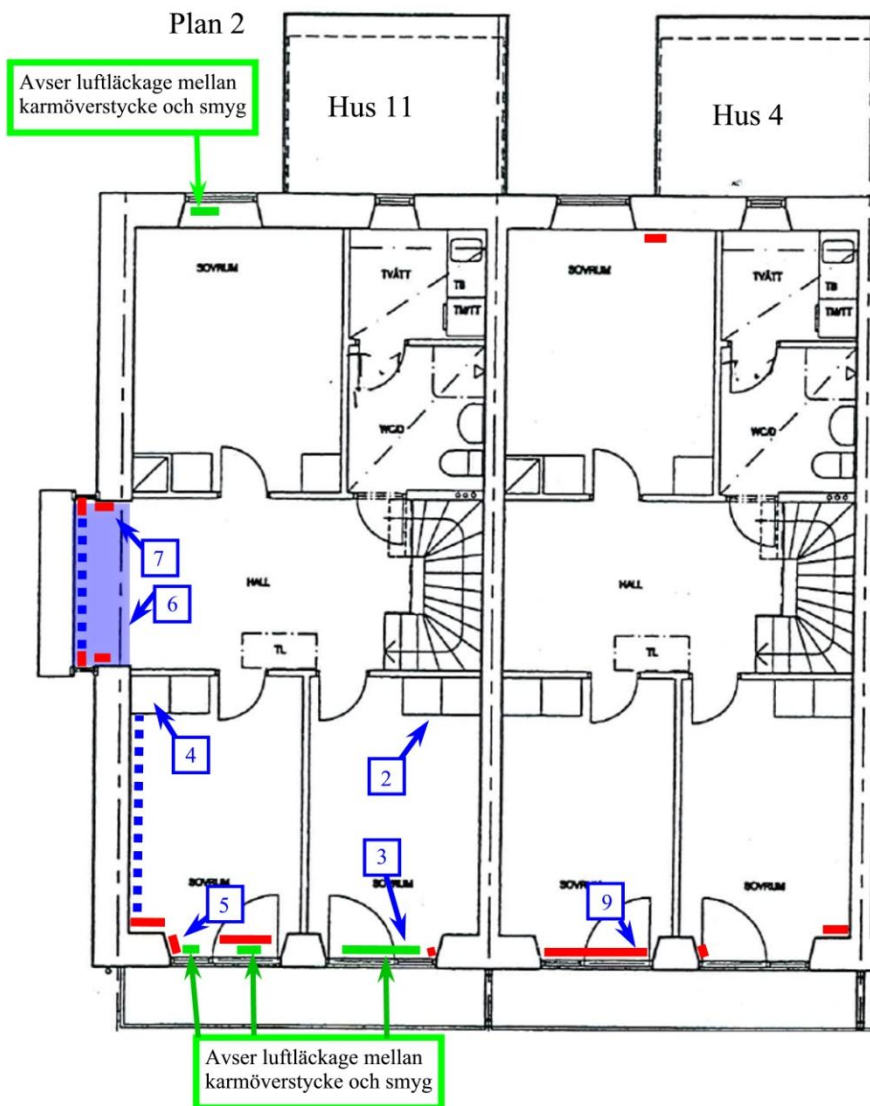 Plan 2
Avser luftläckage mellan
karmöverstycke och smyg
Hus 11
Hus 4
SOVRUM
TVÄTT
TB
TM/TT
SOVRUM
TVÄTT
TB
TM/TT
WC/D
WC/D
7
6
HALL
HALL
TL
TL
4
2
3
SOVRUM
5
SOVRUM
SOVRUM
9
SOVRUM
Avser luftläckage mellan
karmöverstycke och smyg